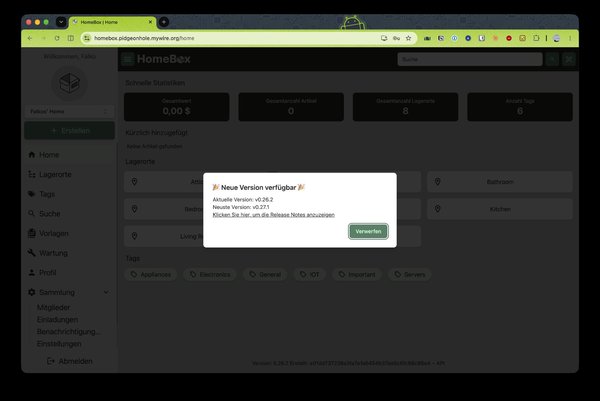 HomeBox | Home
homebox.pidgeonhole.mywire.org/home
Willkommen, Falko
HomeBox
Suche
Falkos' Home
Erstellen
Home
Lagerorte
Tags
Suche
Vorlagen
Wartung
Profil
Sammlung
Mitglieder
Einladungen
Benachrichtigung...
Einstellungen
Abmelden
Schnelle Statistiken
Gesamtwert
0,00 $
Gesamtanzahl Artikel
0
Gesamtanzahl Lagerorte
8
Anzahl Tags
6
Kürzlich hinzugefügt
Keine Artikel gefunden
Lagerorte
Bathroom
Kitchen
🎉 Neue Version verfügbar 🎉
Aktuelle Version: v0.26.2
Neuste Version: v0.27.1
Klicken Sie hier, um die Release Notes anzuzeigen
Verwerfen
Tags
Appliances
Electronics
General
IOT
Important
Servers